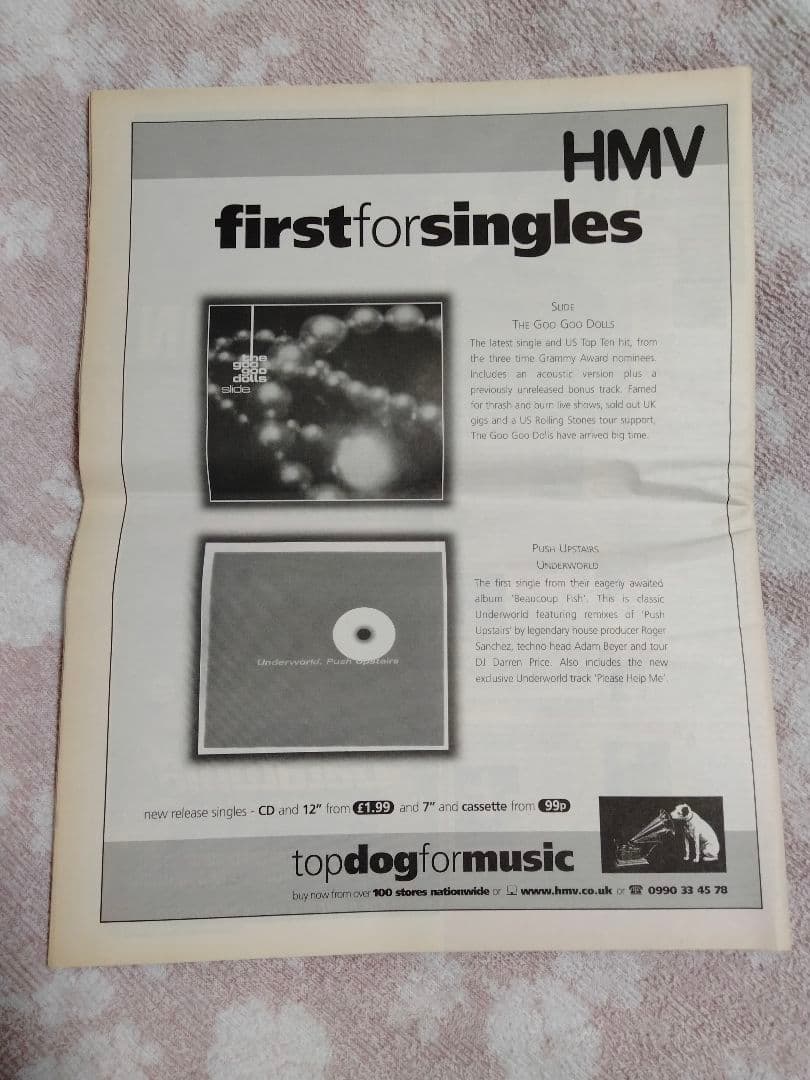 HMV
firstforsingles
the
goo
goo
dolls
slide
Slide
The Goo Goo Dolls
The latest single and US Top Ten hit, from
the three time Grammy Award nominees.
Includes an acoustic version plus a
previously unreleased bonus track. Famed
for thrash and burn live shows, sold out UK
gigs and a US Rolling Stones tour support,
The Goo Goo Dolls have arrived big time.
Underworld. Push Upstairs
Push Upstairs
Underworld
The first single from their eagerly awaited
album 'Beaucoup Fish'. This is classic
Underworld featuring remixes of 'Push
Upstairs' by legendary house producer Roger
Sanchez, techno head Adam Beyer and tour
DJ Darren Price. Also includes the new
exclusive Underworld track 'Please Help Me'.
new release singles - CD and 12" from £1.99 and 7" and cassette from 99p
topdogformusic
buy now from over 100 stores nationwide or www.hmv.co.uk or ☎ 0990 33 45 78